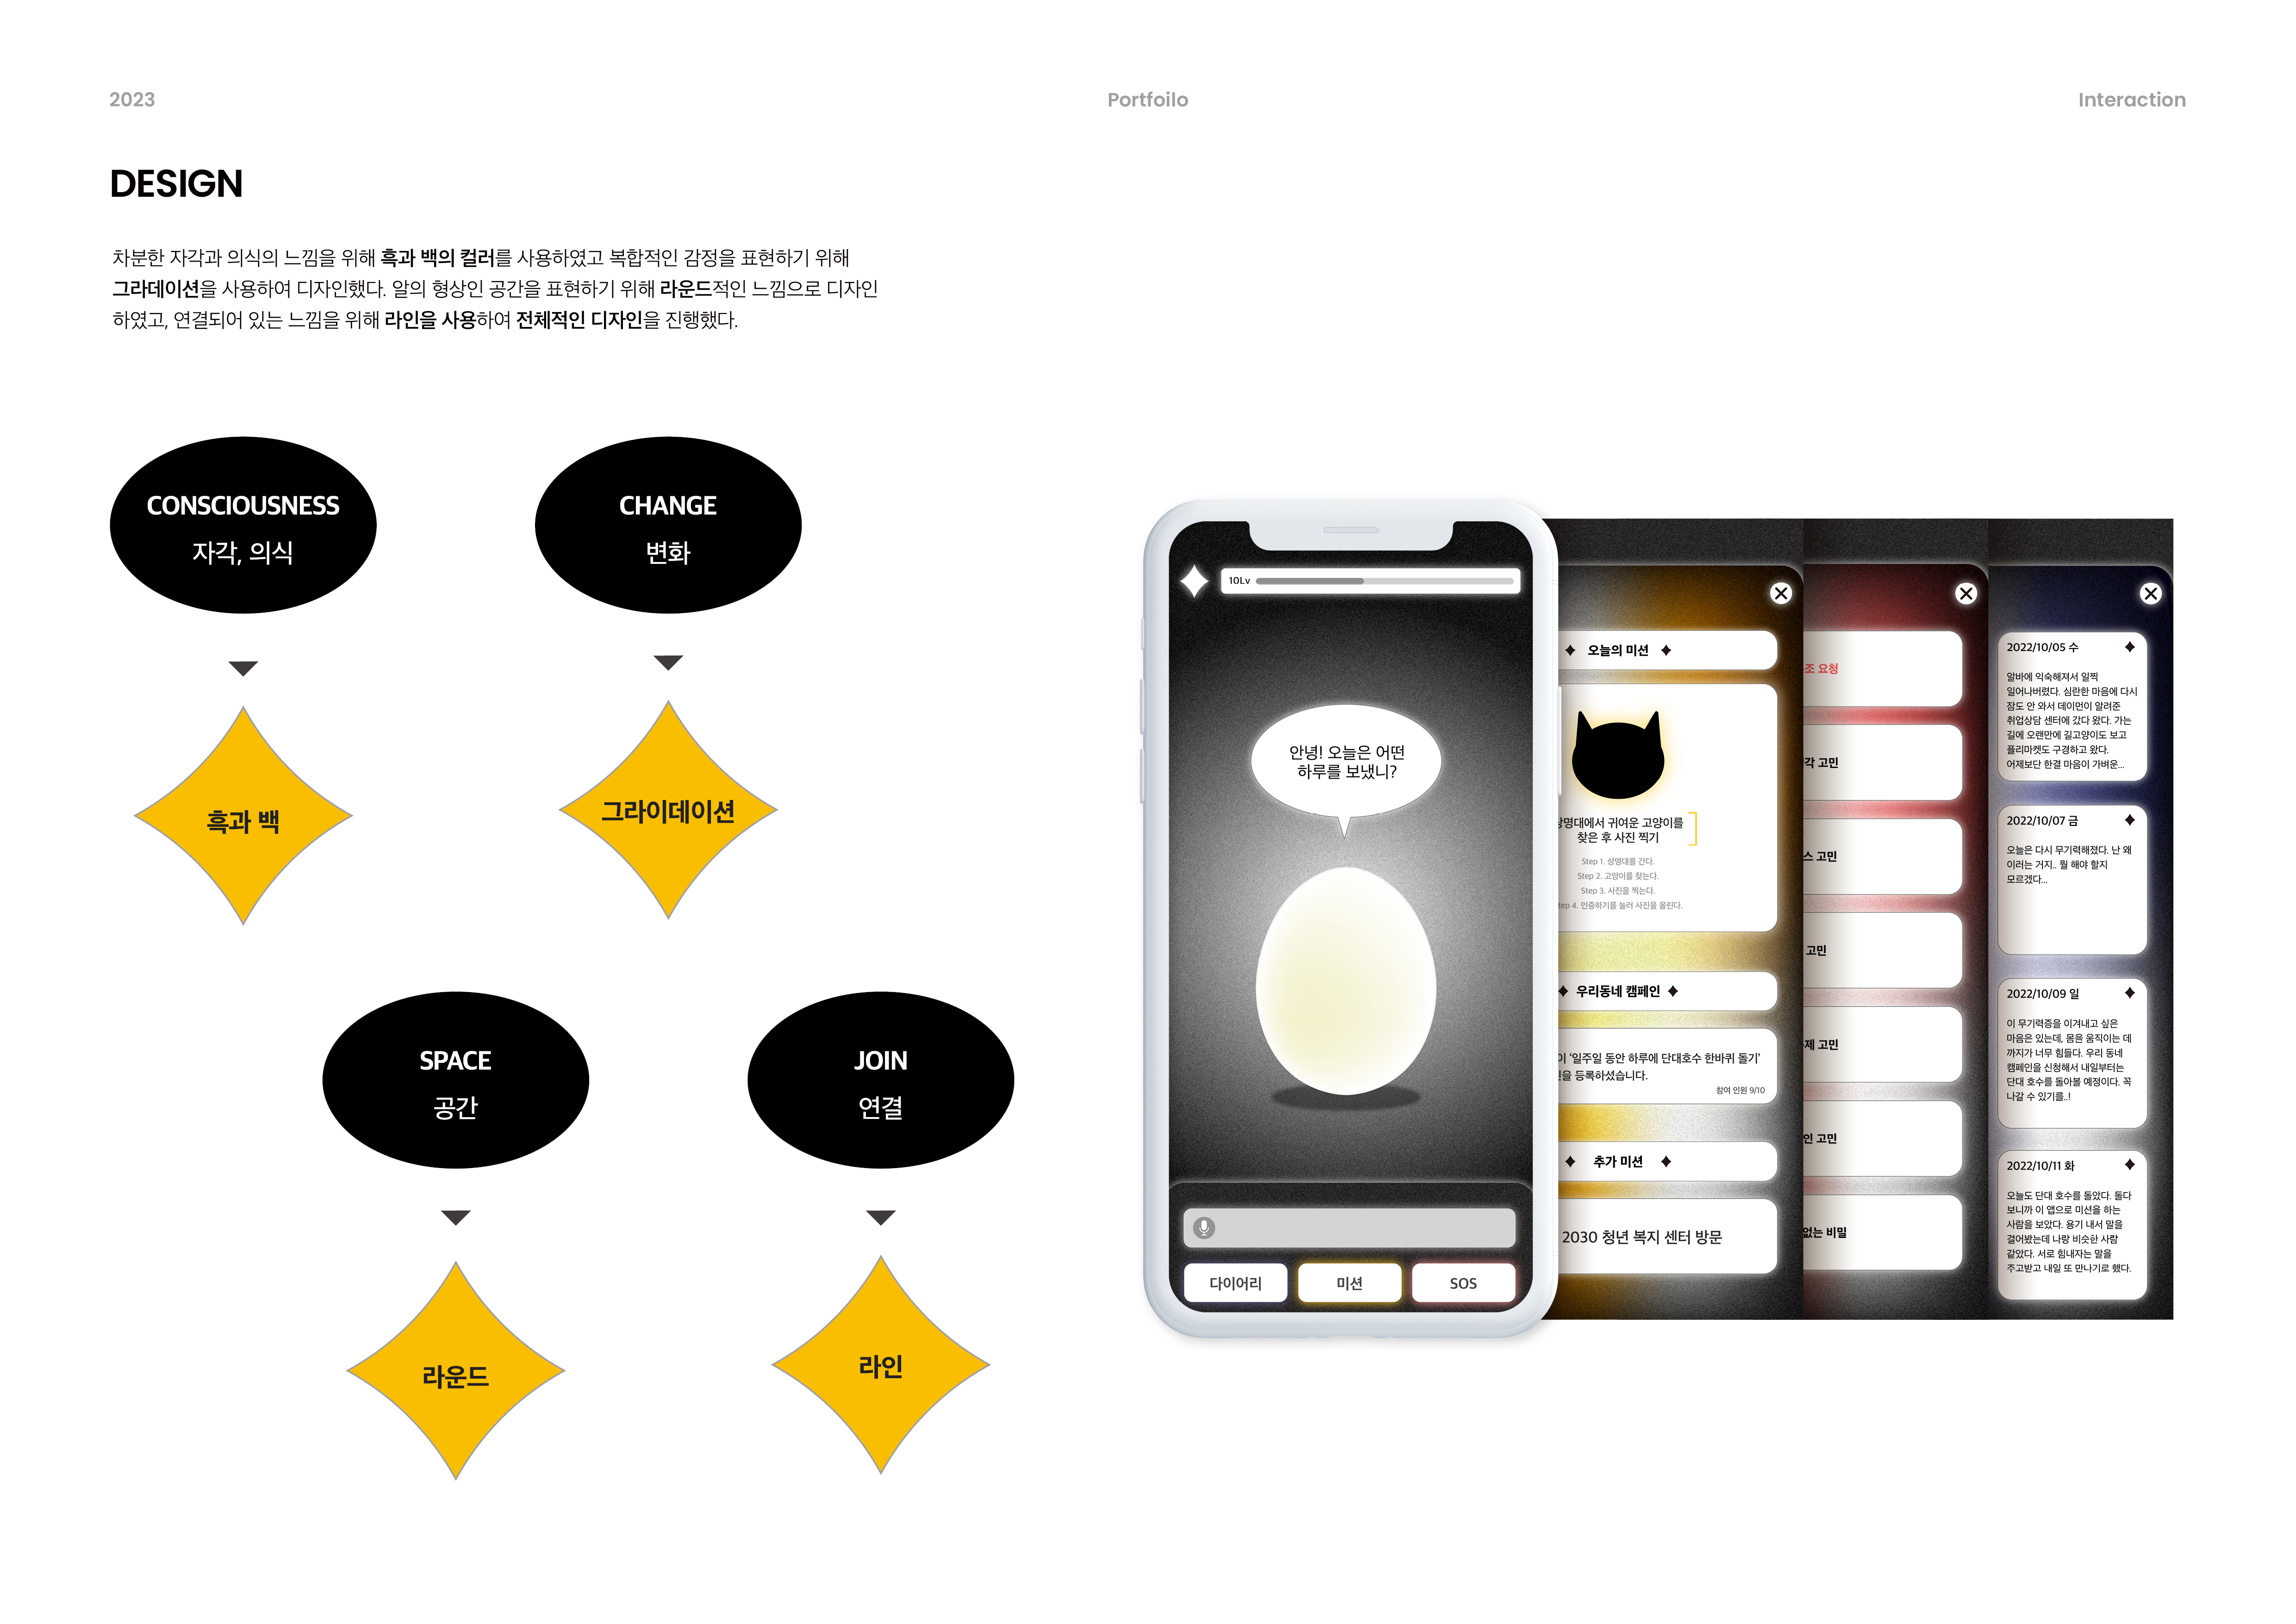 2023
Portfoilo
Interaction
DESIGN
차분한 자각과 의식의 느낌을 위해 흑과 백의 컬러를 사용하였고 복합적인 감정을 표현하기 위해
그라데이션을 사용하여 디자인했다. 알의 형상인 공간을 표현하기 위해 라운드적인 느낌으로 디자인
하였고, 연결되어 있는 느낌을 위해 라인을 사용하여 전체적인 디자인을 진행했다.
CONSCIOUSNESS
자각, 의식
CHANGE
변화
흑과 백
그라이데이션
SPACE
공간
JOIN
연결
라운드
라인
10Lv
안녕! 오늘은 어떤
하루를 보냈니?
다이어리
미션
SOS
오늘의 미션
상명대에서 귀여운 고양이를
찾은 후 사진 찍기
Step 1. 상명대를 간다.
Step 2. 고양이를 찾는다.
Step 3. 사진을 찍는다.
tep 4. 인증하기를 눌러 사진을 올린다.
우리동네 캠페인
이 ‘일주일 동안 하루에 단대호수 한바퀴 돌기’
을 등록하셨습니다.
참여 인원 9/10
추가 미션
2030 청년 복지 센터 방문
조 요청
각 고민
스 고민
고민
제 고민
인 고민
없는 비밀
2022/10/05 수
알바에 익숙해져서 일찍
일어나버렸다. 심란한 마음에 다시
잠도 안 와서 데이먼이 알려준
취업상담 센터에 갔다 왔다. 가는
길에 오랜만에 길고양이도 보고
플리마켓도 구경하고 왔다.
어제보단 한결 마음이 가벼운...
2022/10/07 금
오늘은 다시 무기력해졌다. 난 왜
이러는 거지.. 뭘 해야 할지
모르겠다...
2022/10/09 일
이 무기력증을 이겨내고 싶은
마음은 있는데, 몸을 움직이는 데
까지가 너무 힘들다. 우리 동네
캠페인을 신청해서 내일부터는
단대 호수를 돌아볼 예정이다. 꼭
나갈 수 있기를..!
2022/10/11 화
오늘도 단대 호수를 돌았다. 돌다
보니까 이 앱으로 미션을 하는
사람을 보았다. 용기 내서 말을
걸어봤는데 나랑 비슷한 사람
같았다. 서로 힘내자는 말을
주고받고 내일 또 만나기로 했다.